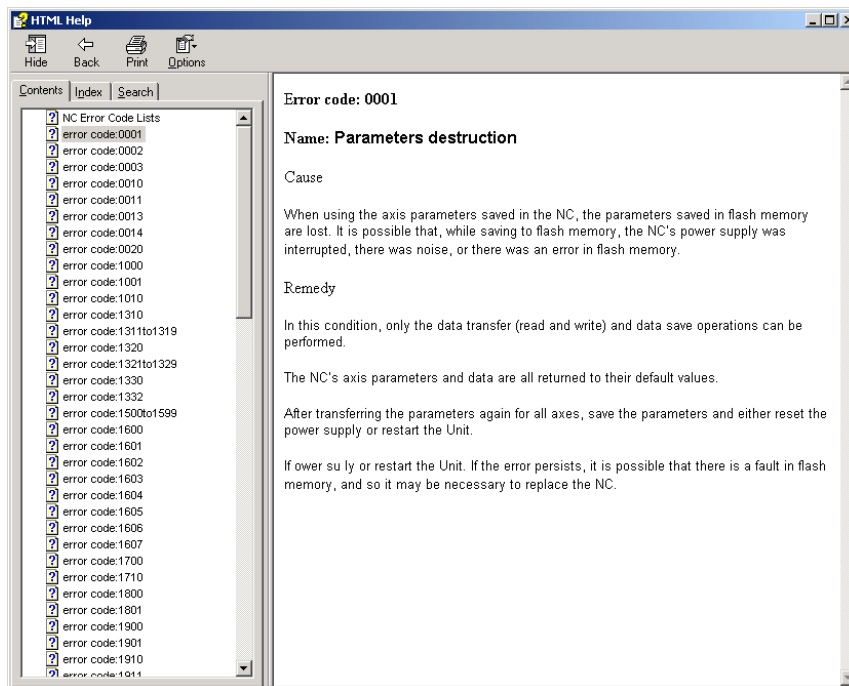 HTML Help
Hide Back Print Options
Contents Index Search
NC Error Code Lists
error code:0001
error code:0002
error code:0003
error code:0010
error code:0011
error code:0013
error code:0014
error code:0020
error code:1000
error code:1001
error code:1010
error code:1310
error code:1311to1319
error code:1320
error code:1321to1329
error code:1330
error code:1332
error code:1500to1599
error code:1600
error code:1601
error code:1602
error code:1603
error code:1604
error code:1605
error code:1606
error code:1607
error code:1700
error code:1710
error code:1800
error code:1801
error code:1900
error code:1901
error code:1910
error code:1911
Error code: 0001
Name: Parameters destruction
Cause
When using the axis parameters saved in the NC, the parameters saved in flash memory
are lost. It is possible that, while saving to flash memory, the NC's power supply was
interrupted, there was noise, or there was an error in flash memory.
Remedy
In this condition, only the data transfer (read and write) and data save operations can be
performed.
The NC's axis parameters and data are all returned to their default values.
After transferring the parameters again for all axes, save the parameters and either reset the
power supply or restart the Unit.
If ower su ly or restart the Unit. If the error persists, it is possible that there is a fault in flash
memory, and so it may be necessary to replace the NC.